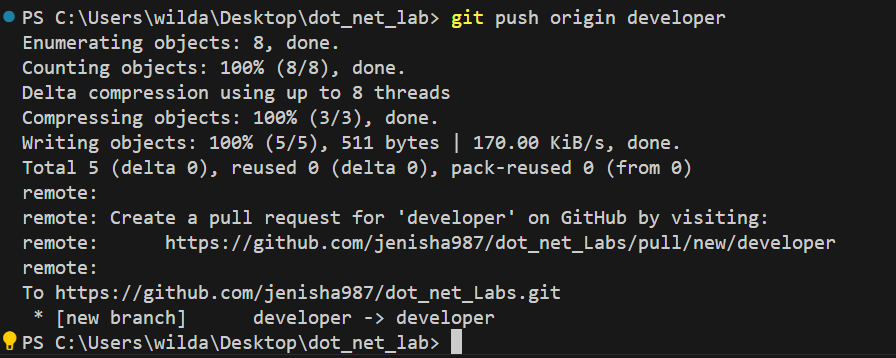 PS C:\Users\wilda\Desktop\dot_net_lab> git push origin developer
Enumerating objects: 8, done.
Counting objects: 100% (8/8), done.
Delta compression using up to 8 threads
Compressing objects: 100% (3/3), done.
Writing objects: 100% (5/5), 511 bytes | 170.00 KiB/s, done.
Total 5 (delta 0), reused 0 (delta 0), pack-reused 0 (from 0)
remote:
remote: Create a pull request for 'developer' on GitHub by visiting:
remote:      https://github.com/jenisha987/dot_net_Labs/pull/new/developer
remote:
To https://github.com/jenisha987/dot_net_Labs.git
 * [new branch]      developer -> developer
PS C:\Users\wilda\Desktop\dot_net_lab>